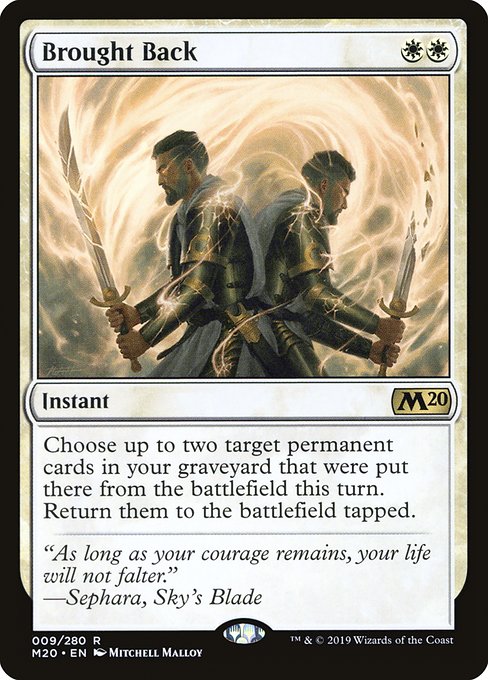 Brought Back
Instant
M20
Choose up to two target permanent
cards in your graveyard that were put
there from the battlefield this turn.
Return them to the battlefield tapped.
“As long as your courage remains, your life
will not falter.”
—Sephara, Sky’s Blade
009/280 R
M20 • EN Mitchell Malloy
™ & © 2019 Wizards of the Coast